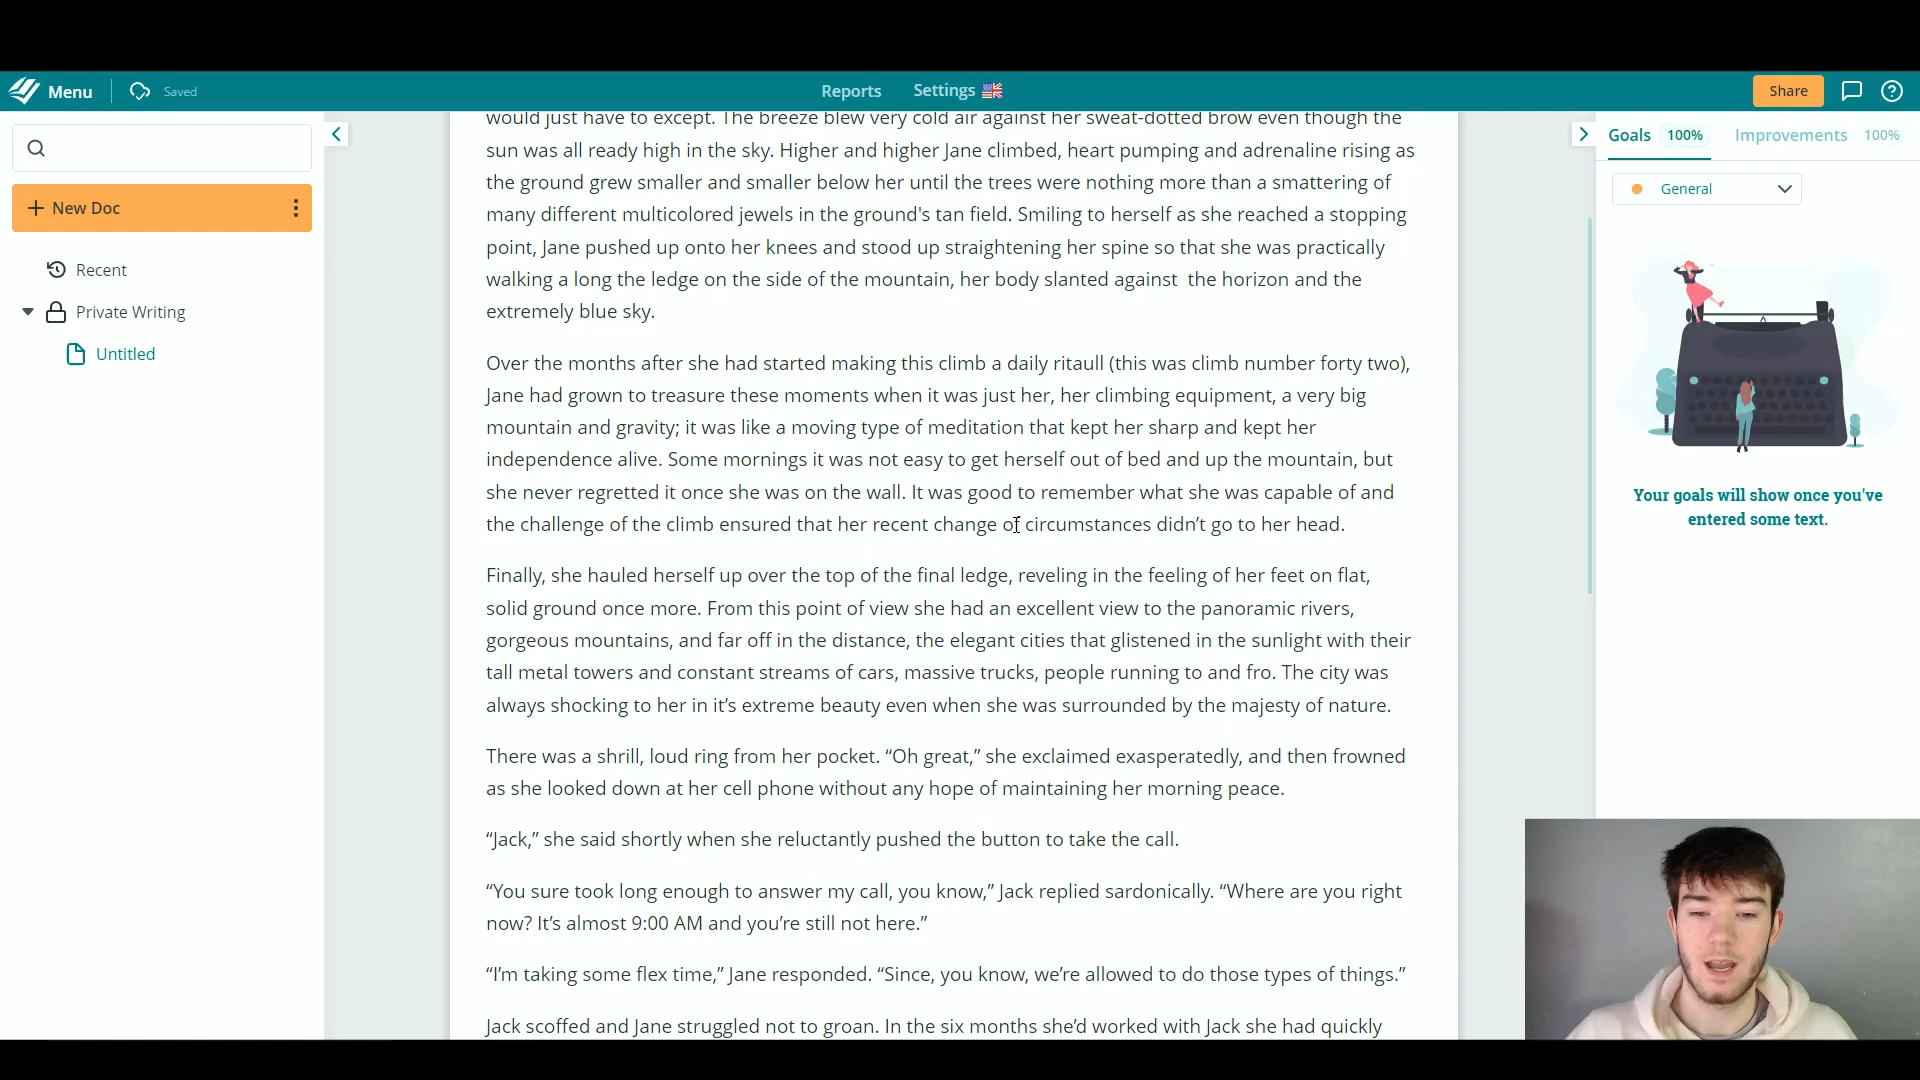 Menu
Saved
Reports
Settings
Share
New Doc
Recent
Private Writing
Untitled
would just have to except. The breeze blew very cold air against her sweat-dotted brow even though the
sun was all ready high in the sky. Higher and higher Jane climbed, heart pumping and adrenaline rising as
the ground grew smaller and smaller below her until the trees were nothing more than a smattering of
many different multicolored jewels in the ground's tan field. Smiling to herself as she reached a stopping
point, Jane pushed up onto her knees and stood up straightening her spine so that she was practically
walking a long the ledge on the side of the mountain, her body slanted against  the horizon and the
extremely blue sky.
Over the months after she had started making this climb a daily ritaull (this was climb number forty two),
Jane had grown to treasure these moments when it was just her, her climbing equipment, a very big
mountain and gravity; it was like a moving type of meditation that kept her sharp and kept her
independence alive. Some mornings it was not easy to get herself out of bed and up the mountain, but
she never regretted it once she was on the wall. It was good to remember what she was capable of and
the challenge of the climb ensured that her recent change of circumstances didn’t go to her head.
Finally, she hauled herself up over the top of the final ledge, reveling in the feeling of her feet on flat,
solid ground once more. From this point of view she had an excellent view to the panoramic rivers,
gorgeous mountains, and far off in the distance, the elegant cities that glistened in the sunlight with their
tall metal towers and constant streams of cars, massive trucks, people running to and fro. The city was
always shocking to her in it’s extreme beauty even when she was surrounded by the majesty of nature.
There was a shrill, loud ring from her pocket. “Oh great,” she exclaimed exasperatedly, and then frowned
as she looked down at her cell phone without any hope of maintaining her morning peace.
“Jack,” she said shortly when she reluctantly pushed the button to take the call.
“You sure took long enough to answer my call, you know,” Jack replied sardonically. “Where are you right
now? It’s almost 9:00 AM and you’re still not here.”
“I’m taking some flex time,” Jane responded. “Since, you know, we’re allowed to do those types of things.”
Jack scoffed and Jane struggled not to groan. In the six months she’d worked with Jack she had quickly
Goals 100% Improvements 100%
General
Your goals will show once you've
entered some text.